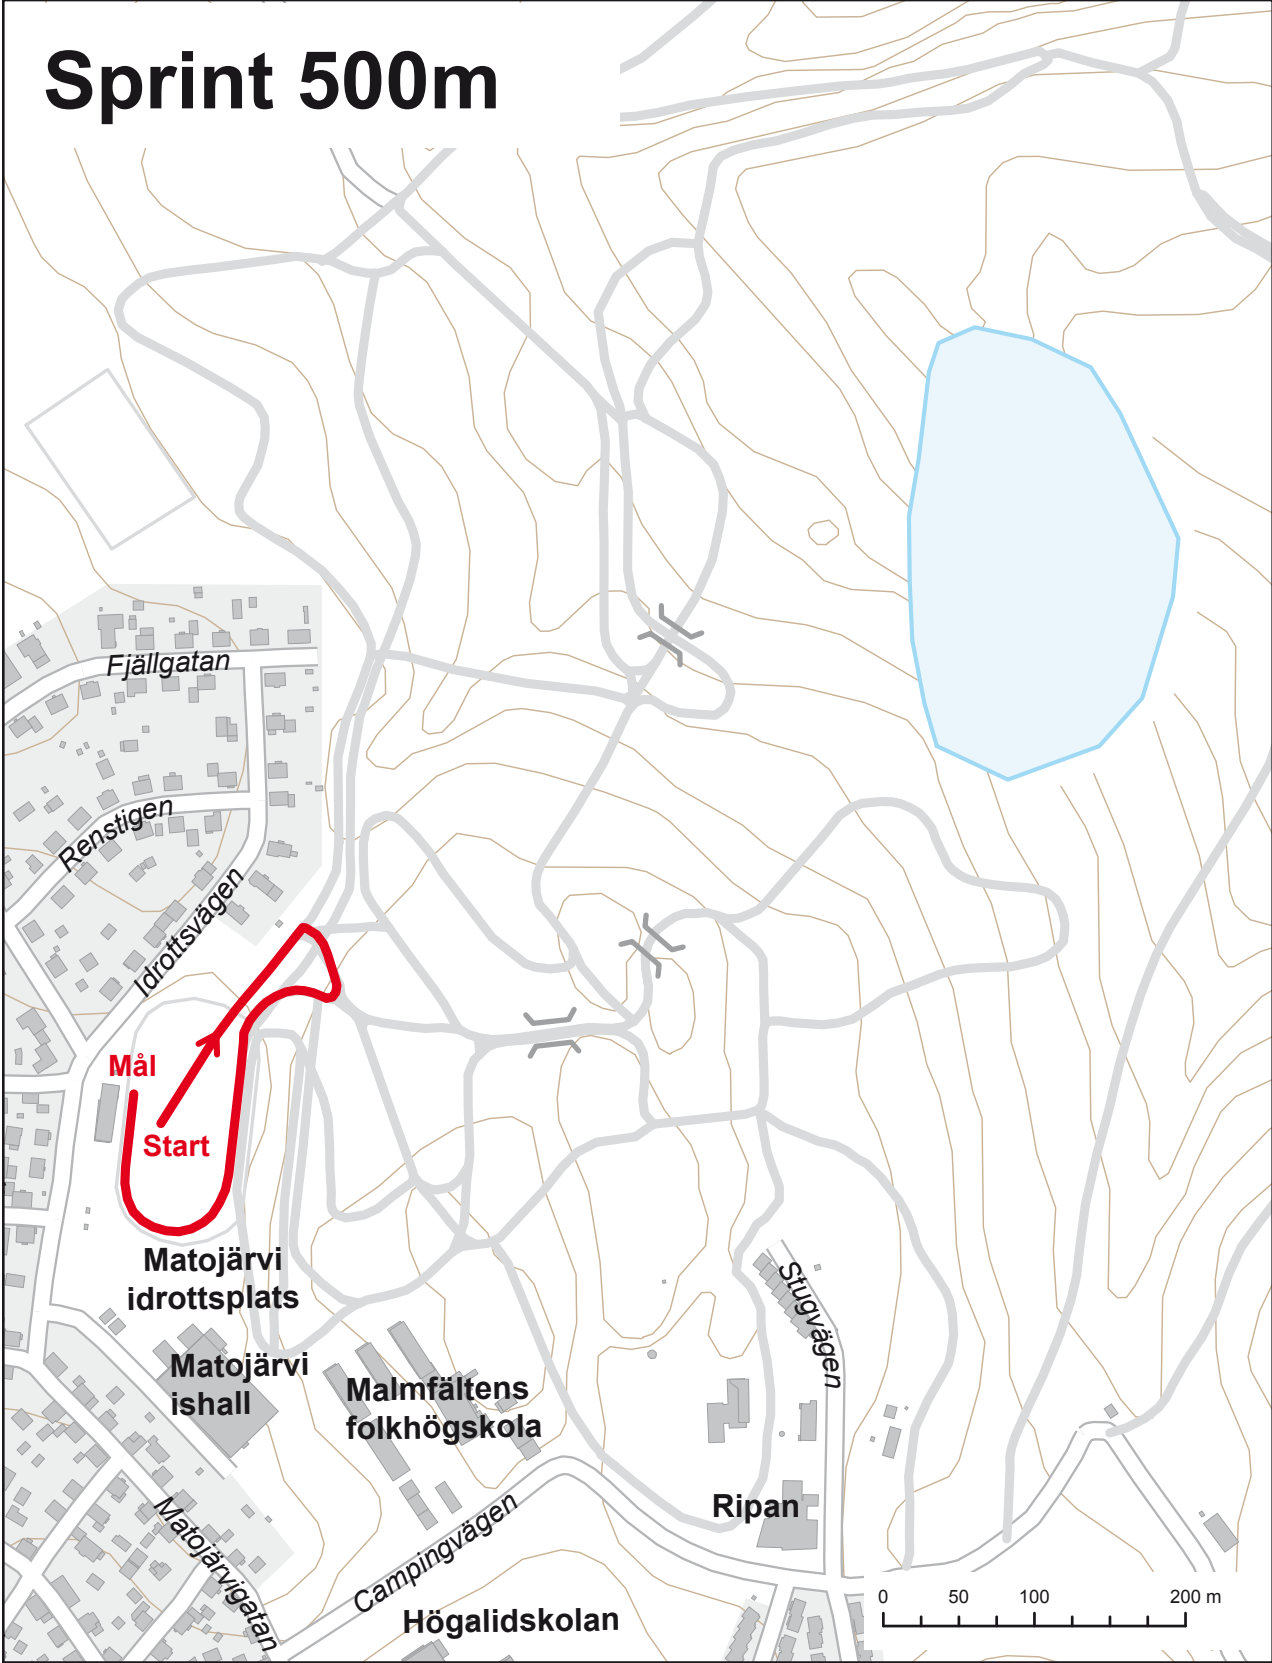 Sprint 500m
Fjällgatan
Renstigen
Idrottsvägen
Mål
Start
Matojärvi
idrottsplats
Matojärvi
ishall
Malmfältens
folkhögskola
Stugvägen
Ripan
Matojärvigatan
Campingvägen
Högalidskolan
0 50 100 200 m